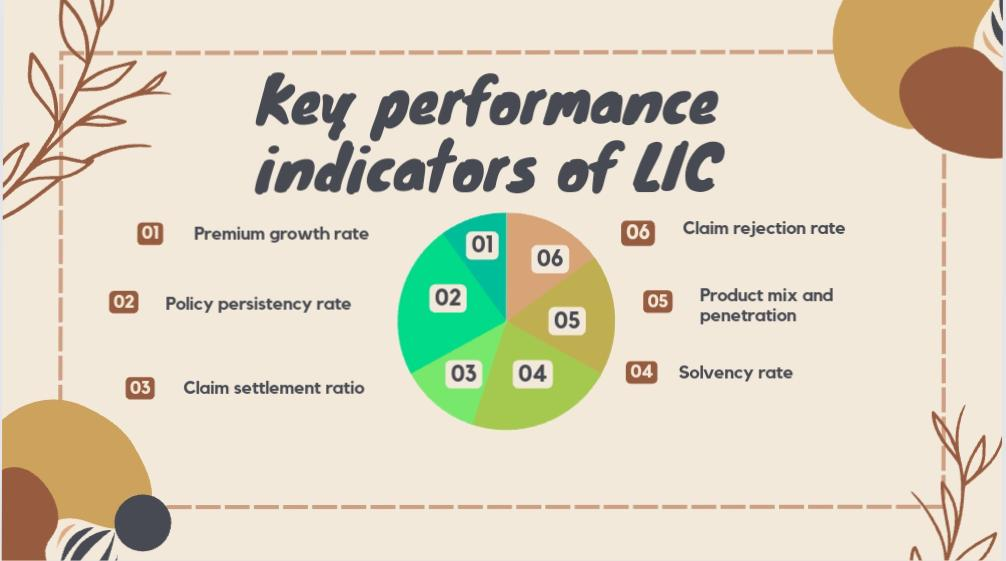 Key performance
indicators of LIC
01 Premium growth rate
02 Policy persistency rate
03 Claim settlement ratio
01
02
03
04
05
06
06 Claim rejection rate
05 Product mix and
penetration
04 Solvency rate